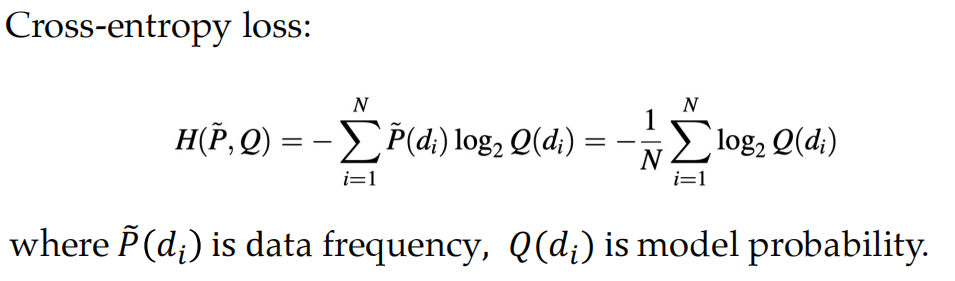 Cross-entropy loss:
H(P̃, Q) = − ∑_{i=1}^{N} P̃(d_i) log₂ Q(d_i) = − 1/N ∑_{i=1}^{N} log₂ Q(d_i)
where P̃(d_i) is data frequency, Q(d_i) is model probability.